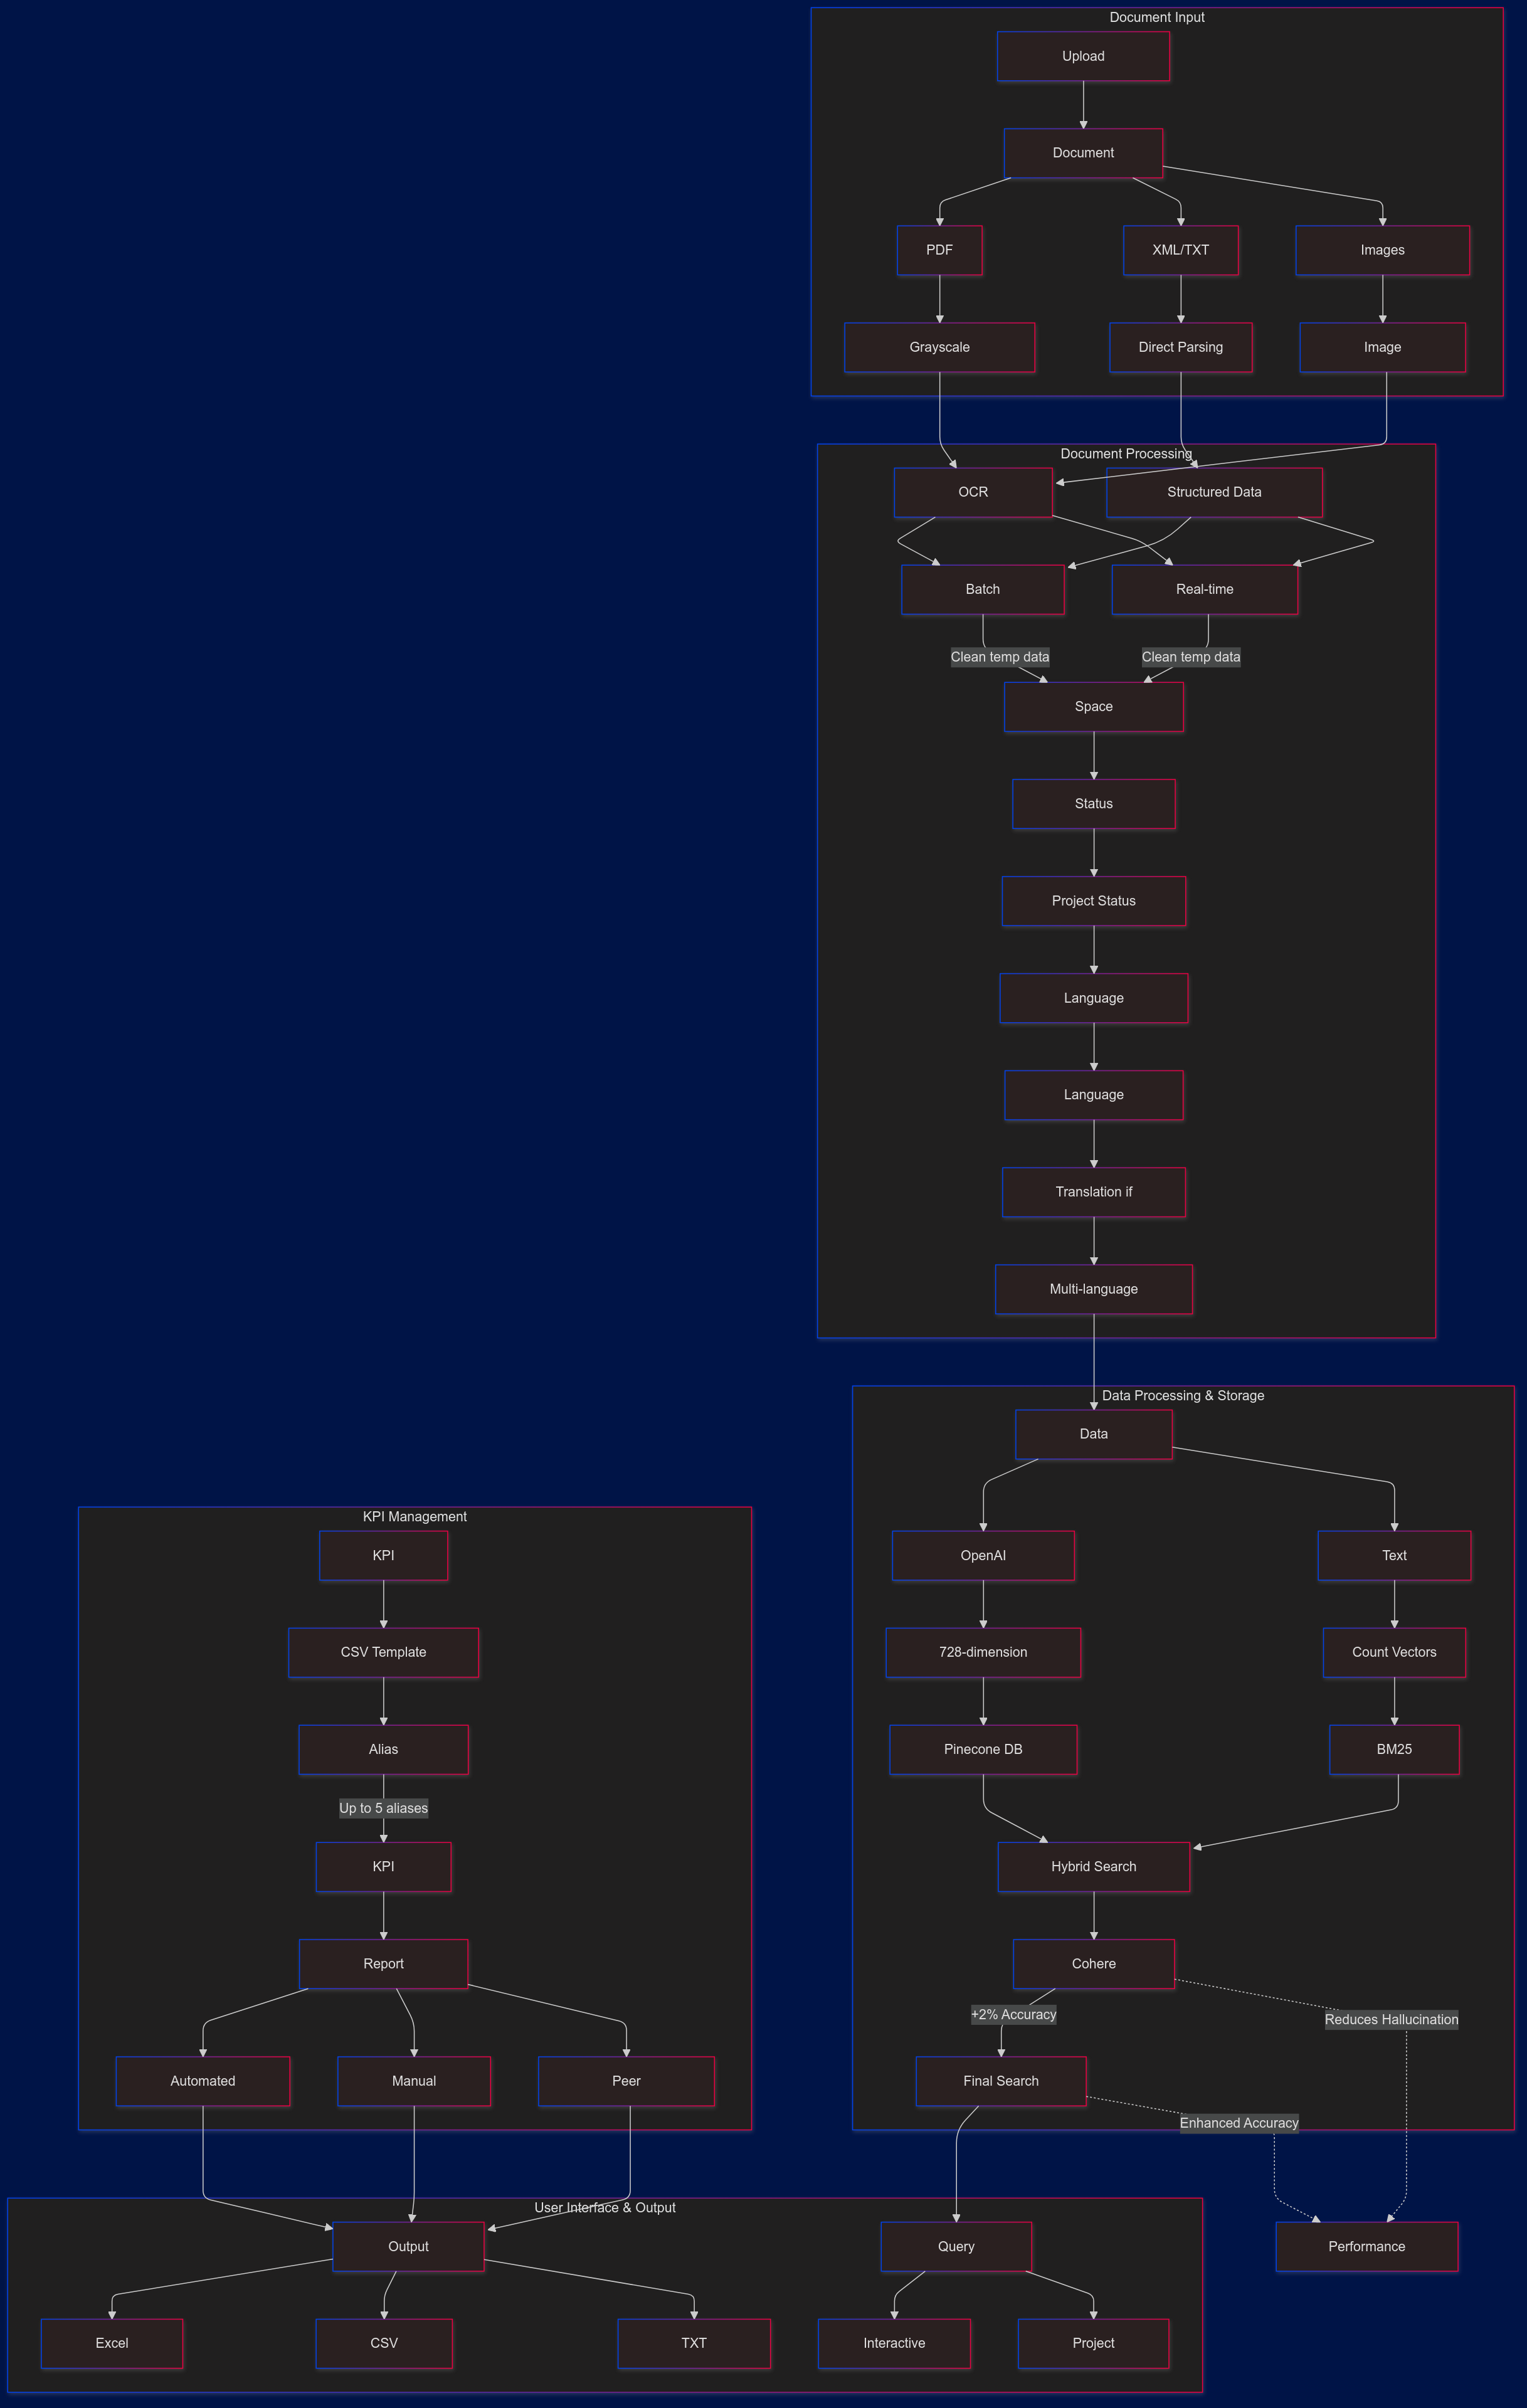 Document Input
Upload
Document
PDF
XML/TXT
Images
Grayscale
Direct Parsing
Image
Document Processing
OCR
Structured Data
Batch
Real-time
Clean temp data
Clean temp data
Space
Status
Project Status
Language
Language
Translation if
Multi-language
Data Processing & Storage
Data
OpenAI
Text
728-dimension
Count Vectors
Pinecone DB
BM25
Hybrid Search
Cohere
+2% Accuracy
Reduces Hallucination
Final Search
Enhanced Accuracy
KPI Management
KPI
CSV Template
Alias
Up to 5 aliases
KPI
Report
Automated
Manual
Peer
User Interface & Output
Output
Query
Performance
Excel
CSV
TXT
Interactive
Project